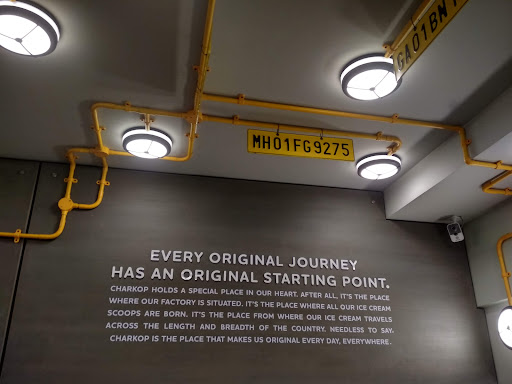 GA01BN
MH01FG9275
EVERY ORIGINAL JOURNEY
HAS AN ORIGINAL STARTING POINT.
CHARKOP HOLDS A SPECIAL PLACE IN OUR HEART. AFTER ALL, IT'S THE PLACE
WHERE OUR FACTORY IS SITUATED. IT'S THE PLACE WHERE ALL OUR ICE CREAM
SCOOPS ARE BORN. IT'S THE PLACE FROM WHERE OUR ICE CREAM TRAVELS
ACROSS THE LENGTH AND BREADTH OF THE COUNTRY. NEEDLESS TO SAY,
CHARKOP IS THE PLACE THAT MAKES US ORIGINAL EVERY DAY, EVERYWHERE.